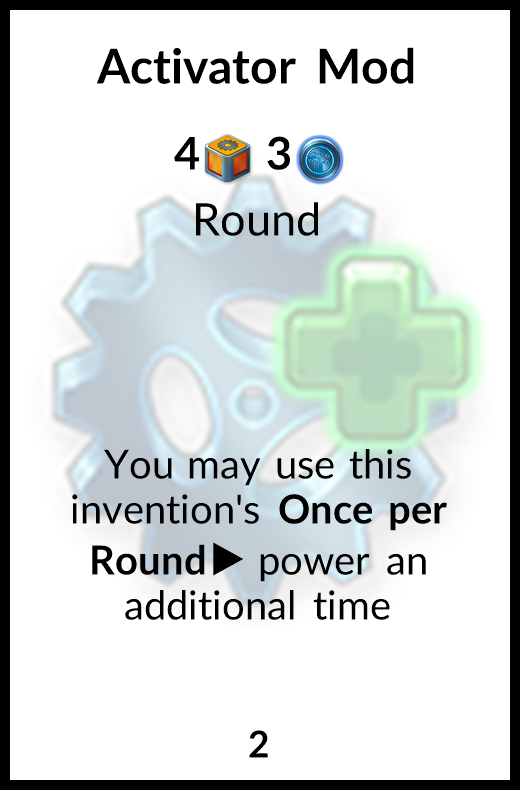 Activator Mod
4 3
Round
You may use this
invention's Once per
Round▶ power an
additional time
2